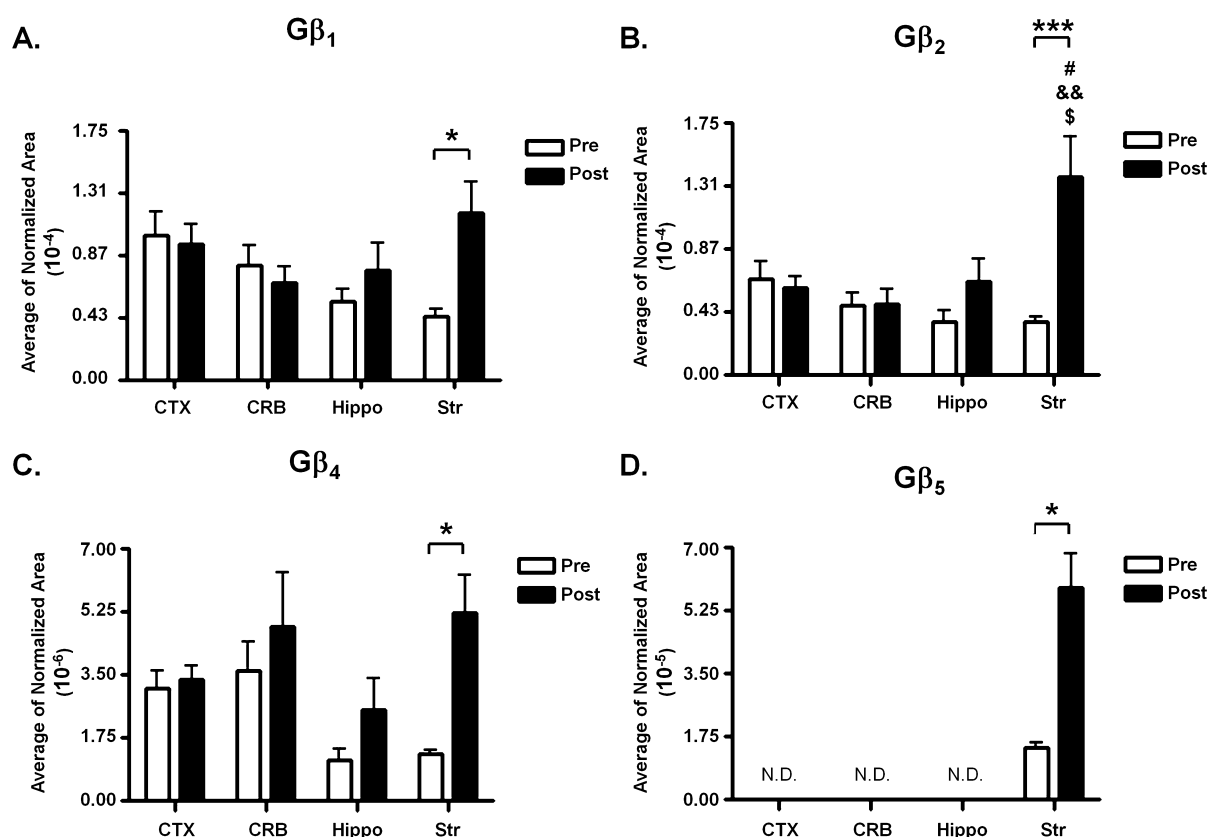 A.
Gβ1
Average of Normalized Area
(10-4)
1.75
1.31
0.87
0.43
0.00
*
Pre
Post
CTX CRB Hippo Str
B.
Gβ2
Average of Normalized Area
(10-4)
1.75
1.31
0.87
0.43
0.00
***
#
&&
$
Pre
Post
CTX CRB Hippo Str
C.
Gβ4
Average of Normalized Area
(10-6)
7.00
5.25
3.50
1.75
0.00
*
Pre
Post
CTX CRB Hippo Str
D.
Gβ5
Average of Normalized Area
(10-5)
7.00
5.25
3.50
1.75
0.00
*
Pre
Post
N.D. N.D. N.D.
CTX CRB Hippo Str